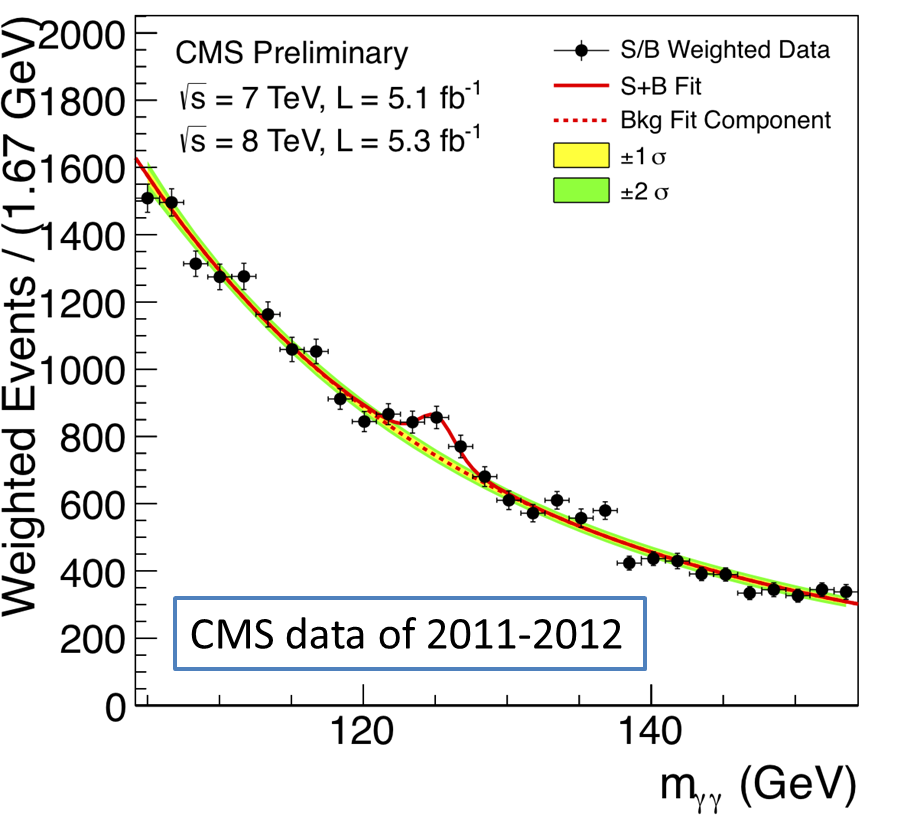 2000
1800
1600
1400
1200
1000
800
600
400
200
0
Weighted Events / (1.67 GeV)
CMS Preliminary
√s = 7 TeV, L = 5.1 fb⁻¹
√s = 8 TeV, L = 5.3 fb⁻¹
S/B Weighted Data
S+B Fit
Bkg Fit Component
±1 σ
±2 σ
CMS data of 2011-2012
120
140
mγγ (GeV)